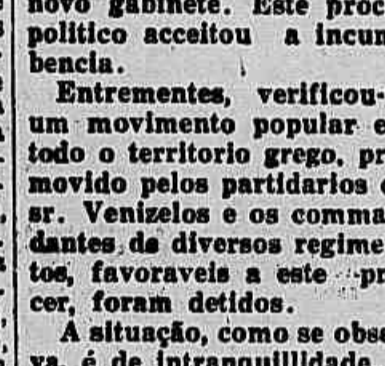 novo gabinete. Este proc
politico acceitou a incum
bencia.
Entrementes, verificou-
um movimento popular e
todo o territorio grego, pr
movido pelos partidarios
sr. Venizelos e os comma
dantes de diversos regime
tos, favoraveis a este pr
cer, foram detidos.
A situação, como se obse
va, é de intranquillidade